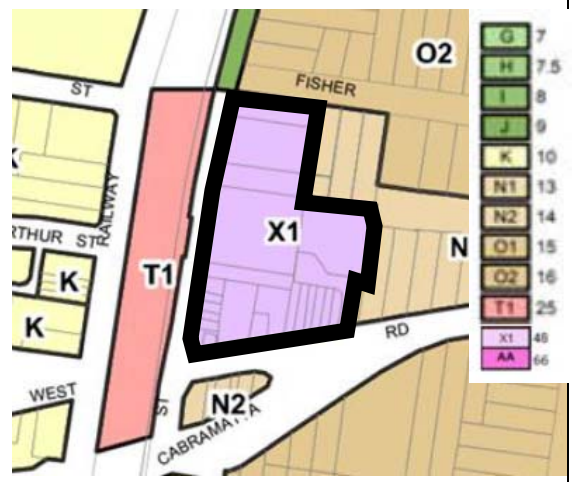 O2
ST
FISHER
K
RAILWAY
X1
RTHUR ST
T1
N
K
K
RD
WEST
N2
ST
CABRAMATTA
G 7
H 7.5
I 8
J 9
K 10
N1 13
N2 14
O1 15
O2 16
T1 25
X1 48
AA 66